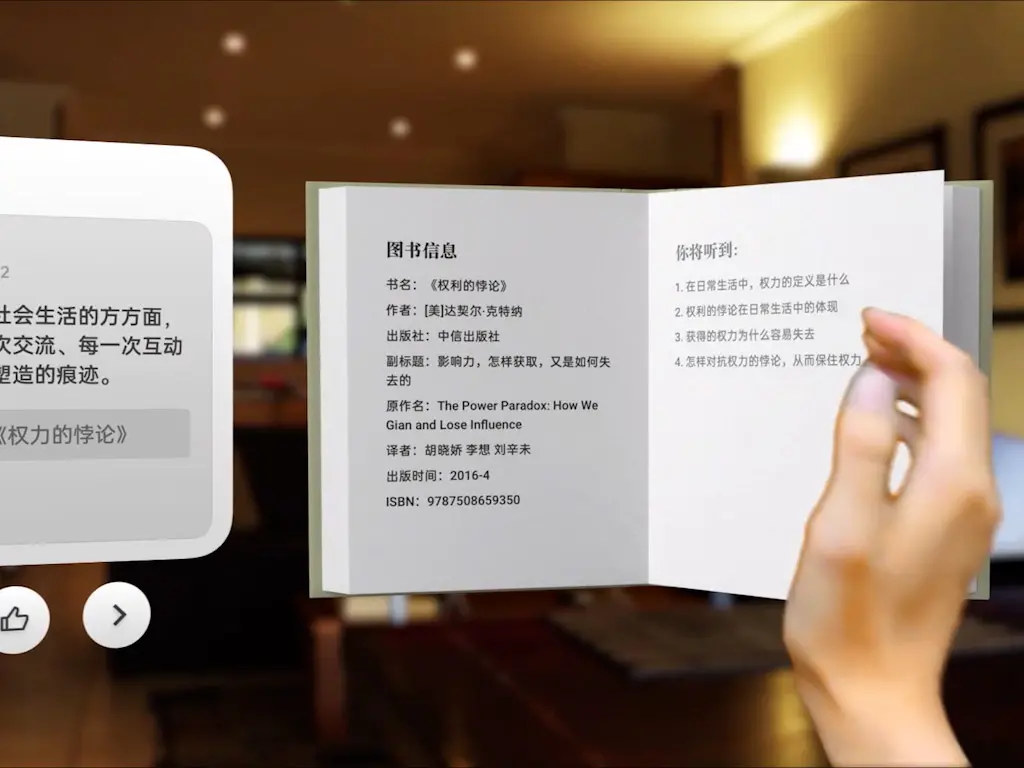 2
社会生活的方方面，
次交流、每一次互动
塑造的痕迹。
《权力的悖论》
图书信息
书名：《权利的悖论》
作者：[美]达契尔·克特纳
出版社：中信出版社
副标题：影响力，怎样获取，又是如何失
去的
原作名：The Power Paradox: How We
Gian and Lose Influence
译者：胡晓娇 李想 刘辛未
出版时间：2016-4
ISBN：9787508659350
你将听到：
1. 在日常生活中，权力的定义是什么
2. 权利的悖论在日常生活中的体现
3. 获得的权力为什么容易失去
4. 怎样对抗权力的悖论，从而保住权力